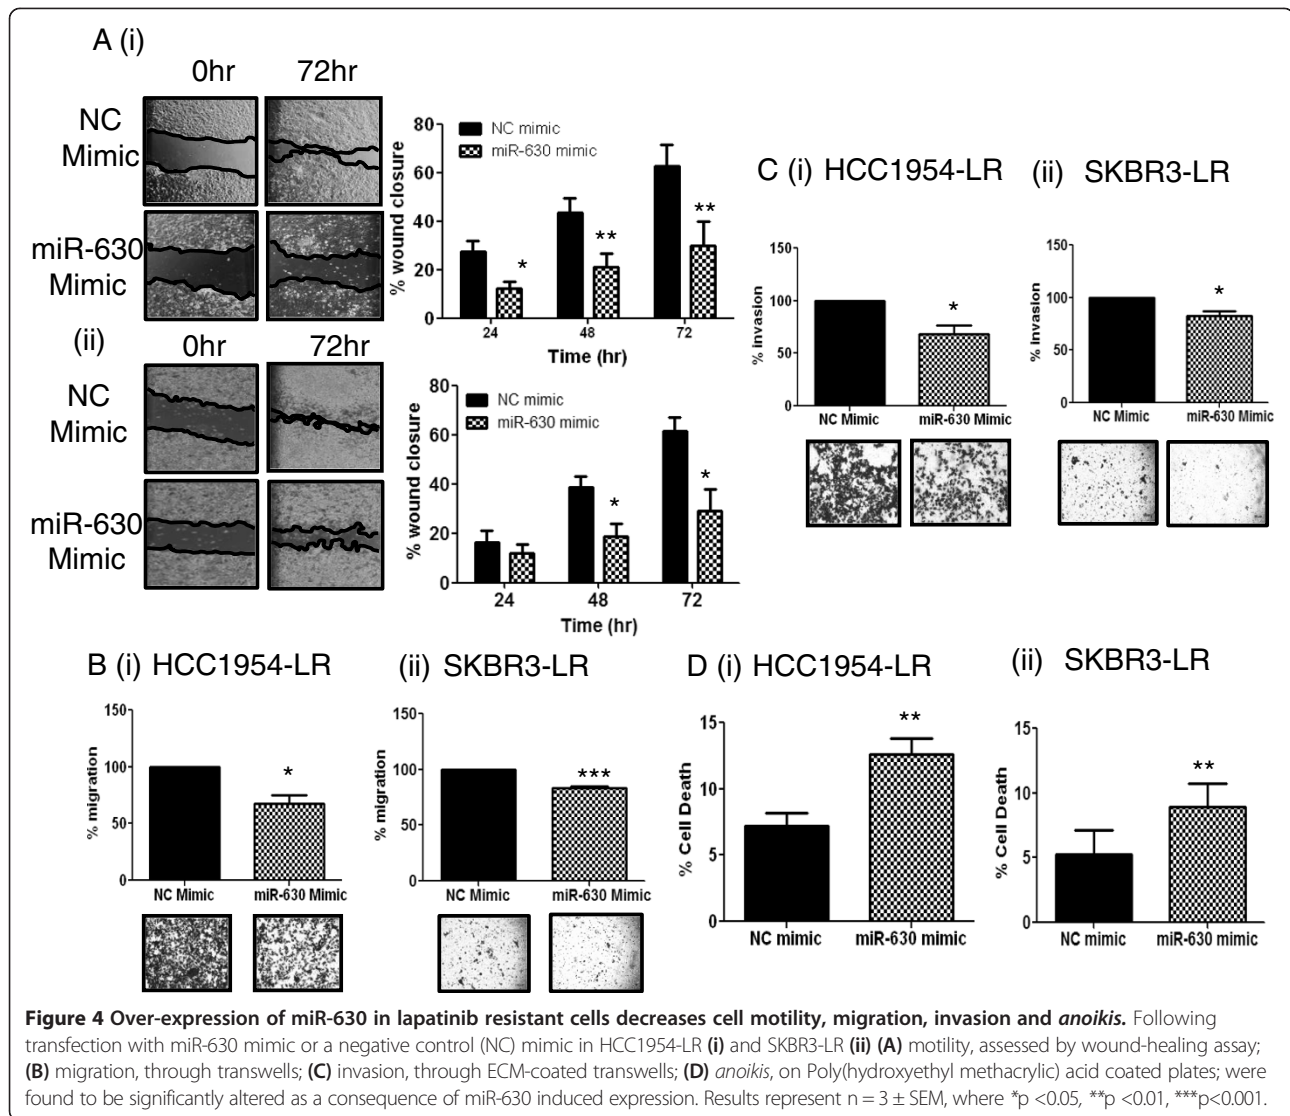 A (i)
0hr 72hr
NC
Mimic
miR-630
Mimic
80
60
40
20
0
% wound closure
NC mimic
miR-630 mimic
*
**
**
24 48 72
Time (hr)
(ii)
0hr 72hr
NC
Mimic
miR-630
Mimic
80
60
40
20
0
% wound closure
NC mimic
miR-630 mimic
*
*
24 48 72
Time (hr)
C (i) HCC1954-LR
150
100
50
0
% invasion
*
NC Mimic miR-630 Mimic
(ii) SKBR3-LR
150
100
50
0
% invasion
*
NC Mimic miR-630 Mimic
B (i) HCC1954-LR
150
100
50
0
% migration
*
NC Mimic miR-630 Mimic
(ii) SKBR3-LR
150
100
50
0
% migration
***
NC Mimic miR-630 Mimic
D (i) HCC1954-LR
15
10
5
0
% Cell Death
**
NC mimic miR-630 mimic
(ii) SKBR3-LR
15
10
5
0
% Cell Death
**
NC mimic miR-630 mimic
Figure 4 Over-expression of miR-630 in lapatinib resistant cells decreases cell motility, migration, invasion and anoikis. Following
transfection with miR-630 mimic or a negative control (NC) mimic in HCC1954-LR (i) and SKBR3-LR (ii) (A) motility, assessed by wound-healing assay;
(B) migration, through transwells; (C) invasion, through ECM-coated transwells; (D) anoikis, on Poly(hydroxyethyl methacrylic) acid coated plates; were
found to be significantly altered as a consequence of miR-630 induced expression. Results represent n = 3 ± SEM, where *p <0.05, **p <0.01, ***p<0.001.